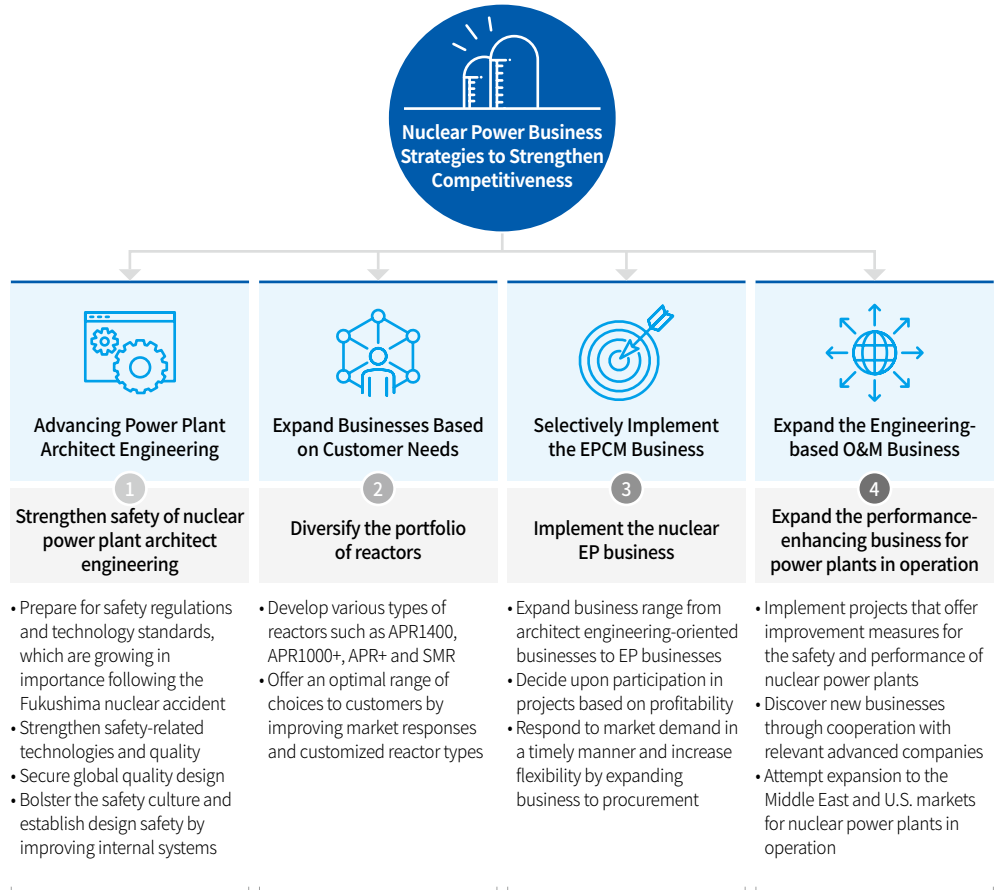 Nuclear Power Business
Strategies to Strengthen
Competitiveness
Advancing Power Plant
Architect Engineering
1
Strengthen safety of nuclear
power plant architect
engineering
• Prepare for safety regulations
and technology standards,
which are growing in
importance following the
Fukushima nuclear accident
• Strengthen safety-related
technologies and quality
• Secure global quality design
• Bolster the safety culture and
establish design safety by
improving internal systems
Expand Businesses Based
on Customer Needs
2
Diversify the portfolio
of reactors
• Develop various types of
reactors such as APR1400,
APR1000+, APR+ and SMR
• Offer an optimal range of
choices to customers by
improving market responses
and customized reactor types
Selectively Implement
the EPCM Business
3
Implement the nuclear
EP business
• Expand business range from
architect engineering-oriented
businesses to EP businesses
• Decide upon participation in
projects based on profitability
• Respond to market demand in
a timely manner and increase
flexibility by expanding
business to procurement
Expand the Engineering-
based O&M Business
4
Expand the performance-
enhancing business for
power plants in operation
• Implement projects that offer
improvement measures for
the safety and performance of
nuclear power plants
• Discover new businesses
through cooperation with
relevant advanced companies
• Attempt expansion to the
Middle East and U.S. markets
for nuclear power plants in
operation